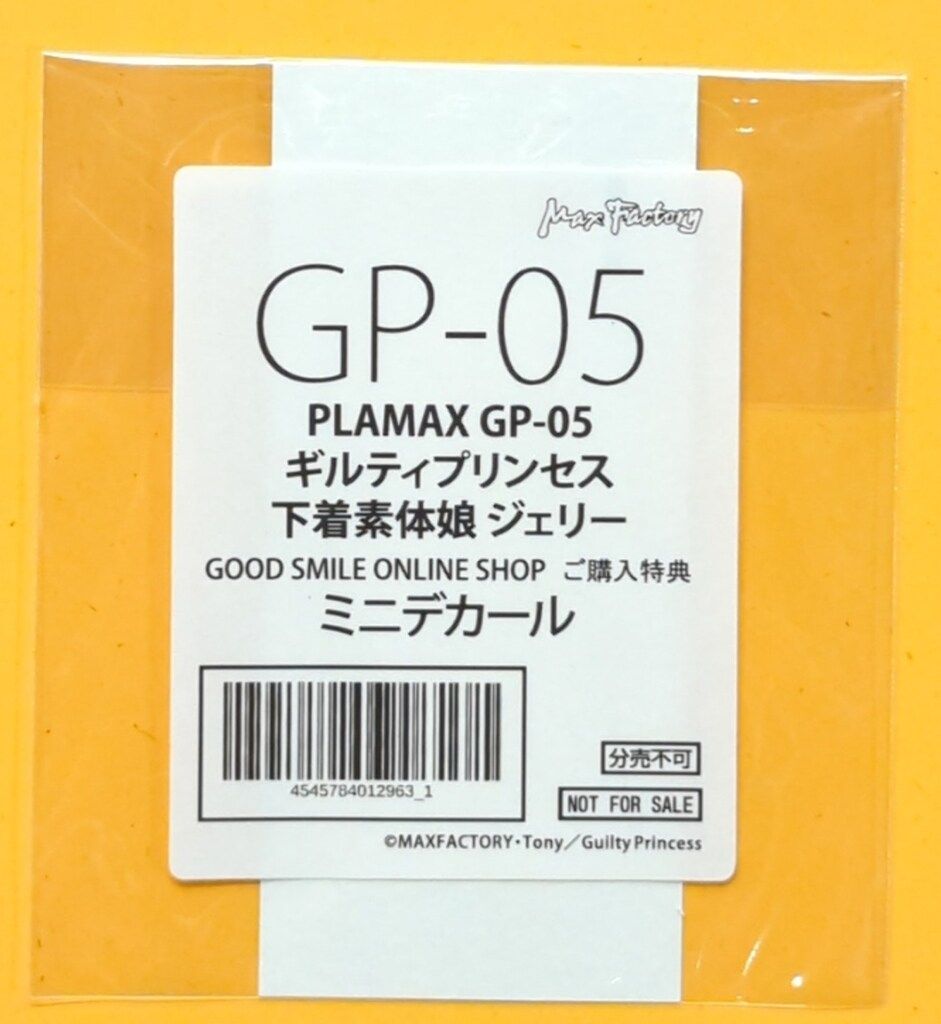 Max Factory
GP-05
PLAMAX GP-05
ギルティプリンセス
下着素体娘 ジェリー
GOOD SMILE ONLINE SHOP ご購入特典
ミニデカール
4545784012963_1
分売不可
NOT FOR SALE
©MAXFACTORY・Tony／Guilty Princess